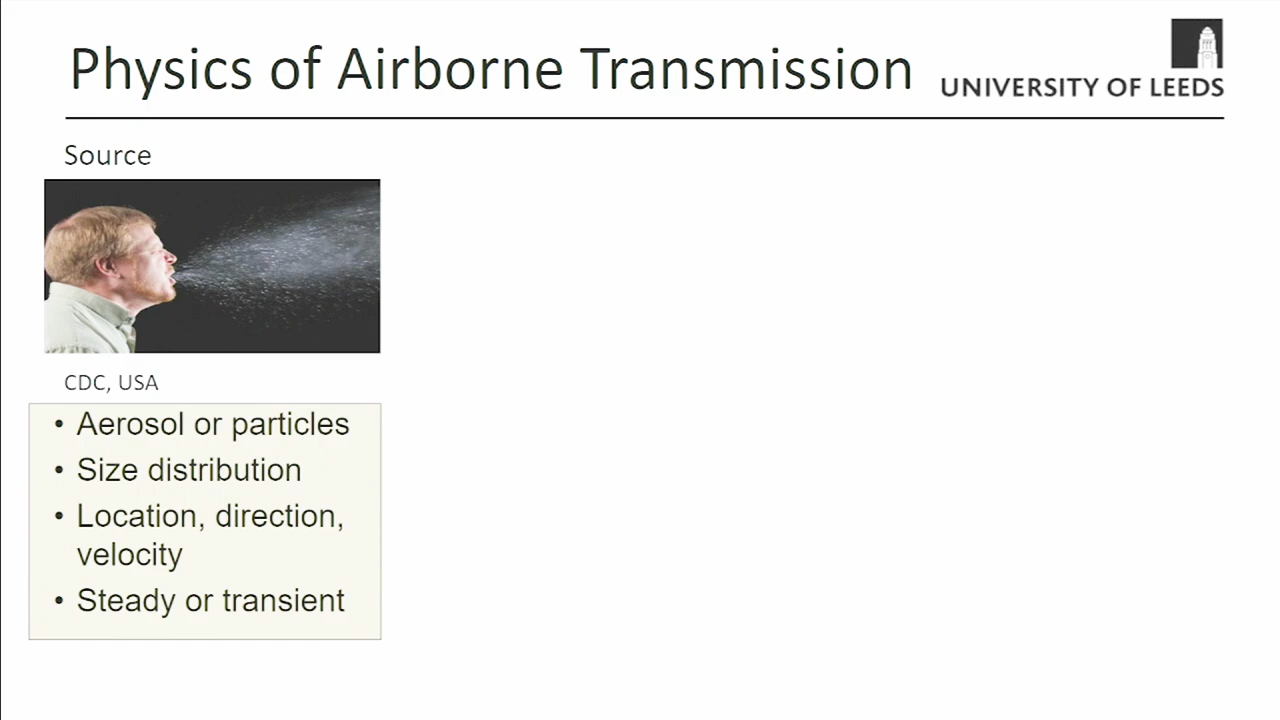 Physics of Airborne Transmission
UNIVERSITY OF LEEDS
Source
CDC, USA
• Aerosol or particles
• Size distribution
• Location, direction,
velocity
• Steady or transient